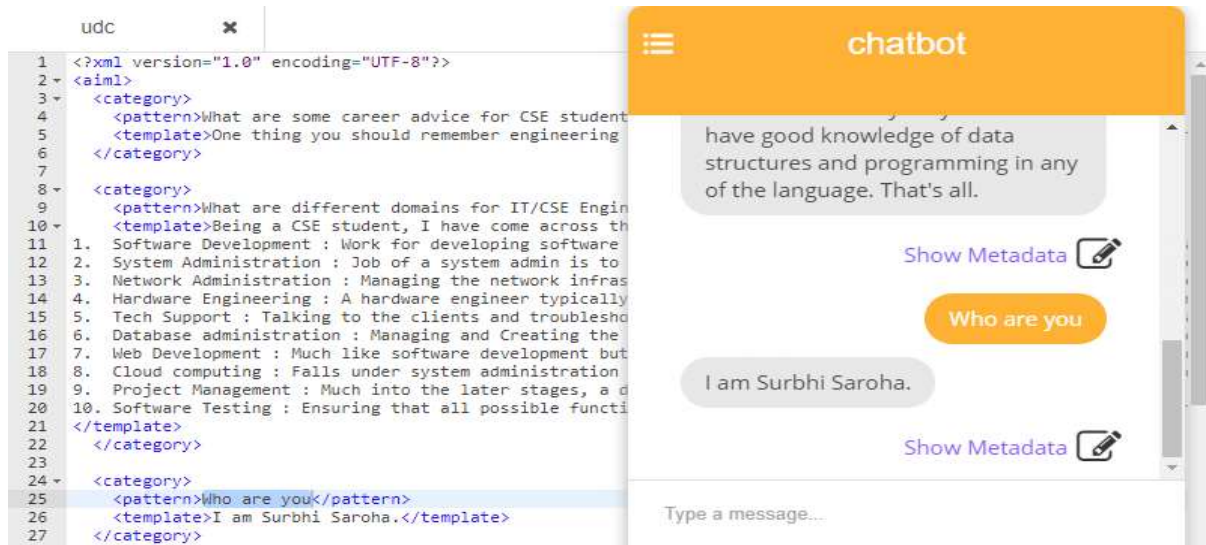 udc ✖
1 <?xml version="1.0" encoding="UTF-8"?>
2 <aiml>
3 <category>
4 <pattern>What are some career advice for CSE student
5 <template>One thing you should remember engineering
6 </category>
7
8 <category>
9 <pattern>What are different domains for IT/CSE Engin
10 <template>Being a CSE student, I have come across th
11 1. Software Development : Work for developing software
12 2. System Administration : Job of a system admin is to
13 3. Network Administration : Managing the network infras
14 4. Hardware Engineering : A hardware engineer typically
15 5. Tech Support : Talking to the clients and troublesho
16 6. Database administration : Managing and Creating the
17 7. Web Development : Much like software development but
18 8. Cloud computing : Falls under system administration
19 9. Project Management : Much into the later stages, a d
20 10. Software Testing : Ensuring that all possible functi
21 </template>
22 </category>
23
24 <category>
25 <pattern>Who are you</pattern>
26 <template>I am Surbhi Saroha.</template>
27 </category>
chatbot
have good knowledge of data
structures and programming in any
of the language. That's all.
Show Metadata
Who are you
I am Surbhi Saroha.
Show Metadata
Type a message...